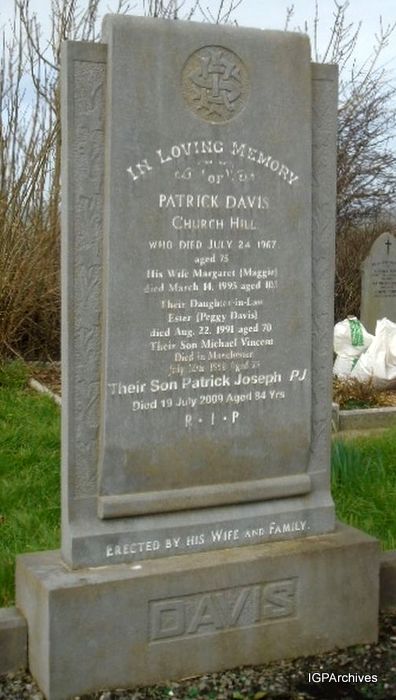 IN LOVING MEMORY
OF
PATRICK DAVIS
CHURCH HILL
WHO DIED JULY 24 1967
aged 75
His Wife Margaret (Maggie)
died March 14, 1995 aged 103
Their Daughter-in-Law
Ester (Peggy Davis)
died Aug. 22, 1991 aged 70
Their Son Michael Vincent
Died in Manchester
July 1998 Aged
Their Son Patrick Joseph PJ
Died 19 July 2009 Aged 84 Yrs
R · I · P
ERECTED BY HIS WIFE AND FAMILY.
DAVIS
IGPArchives